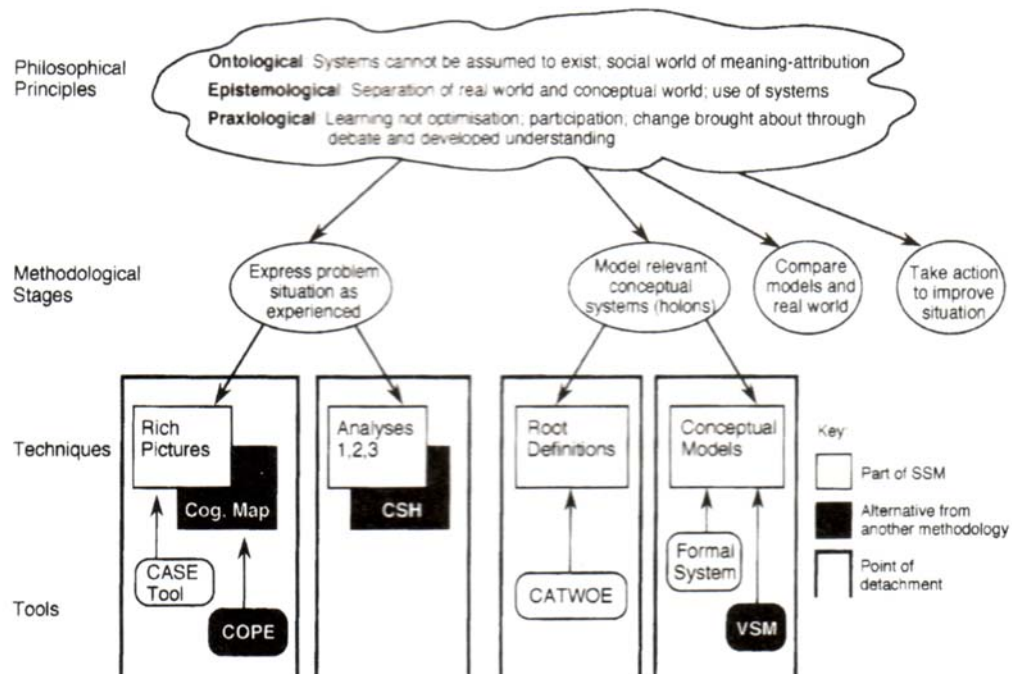 Philosophical
Principles
Ontological Systems cannot be assumed to exist; social world of meaning-attribution
Epistemological Separation of real world and conceptual world; use of systems
Praxiological Learning not optimisation; participation; change brought about through
debate and developed understanding
Methodological
Stages
Express problem
situation as
experienced
Model relevant
conceptual
systems (holons)
Compare
models and
real world
Take action
to improve
situation
Techniques
Rich
Pictures
Cog. Map
Analyses
1,2,3
CSH
Root
Definitions
Conceptual
Models
Key
Part of SSM
Alternative from
another methodology
Point of
detachment
Tools
CASE
Tool
COPE
CATWOE
Formal
System
VSM